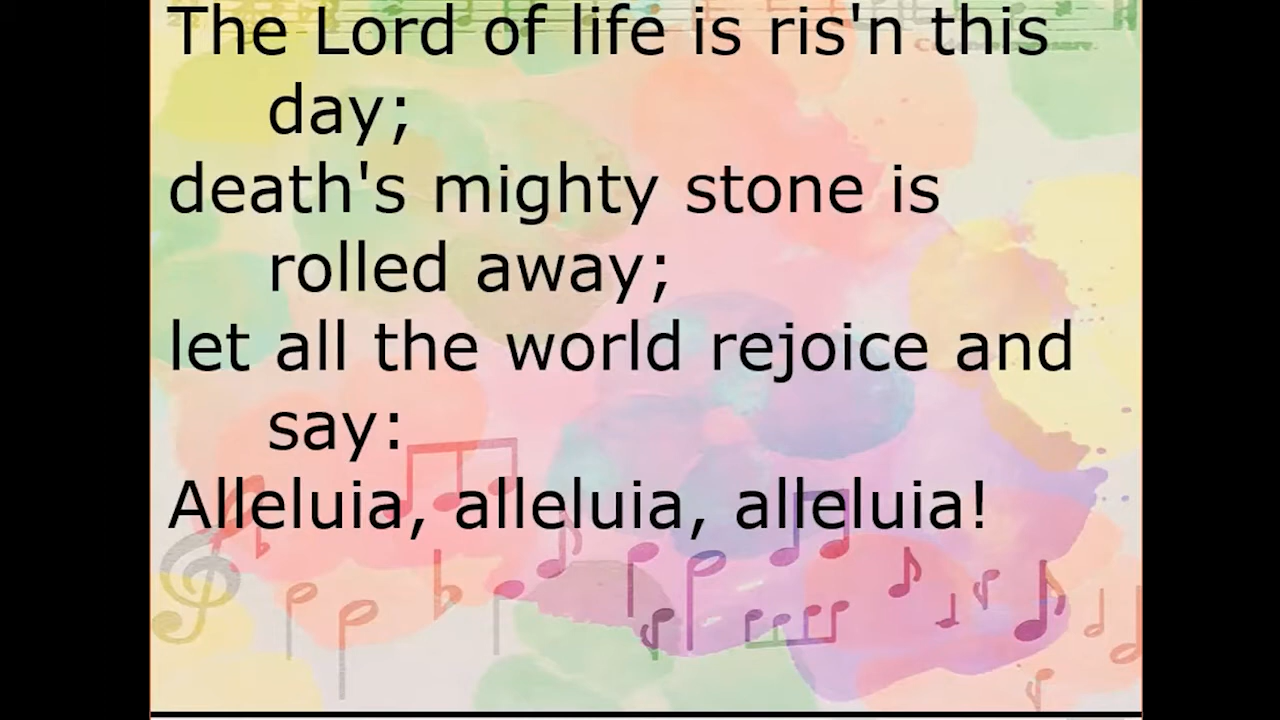 The Lord of life is ris'n this
day;
death's mighty stone is
rolled away;
let all the world rejoice and
say:
Alleluia, alleluia, alleluia!